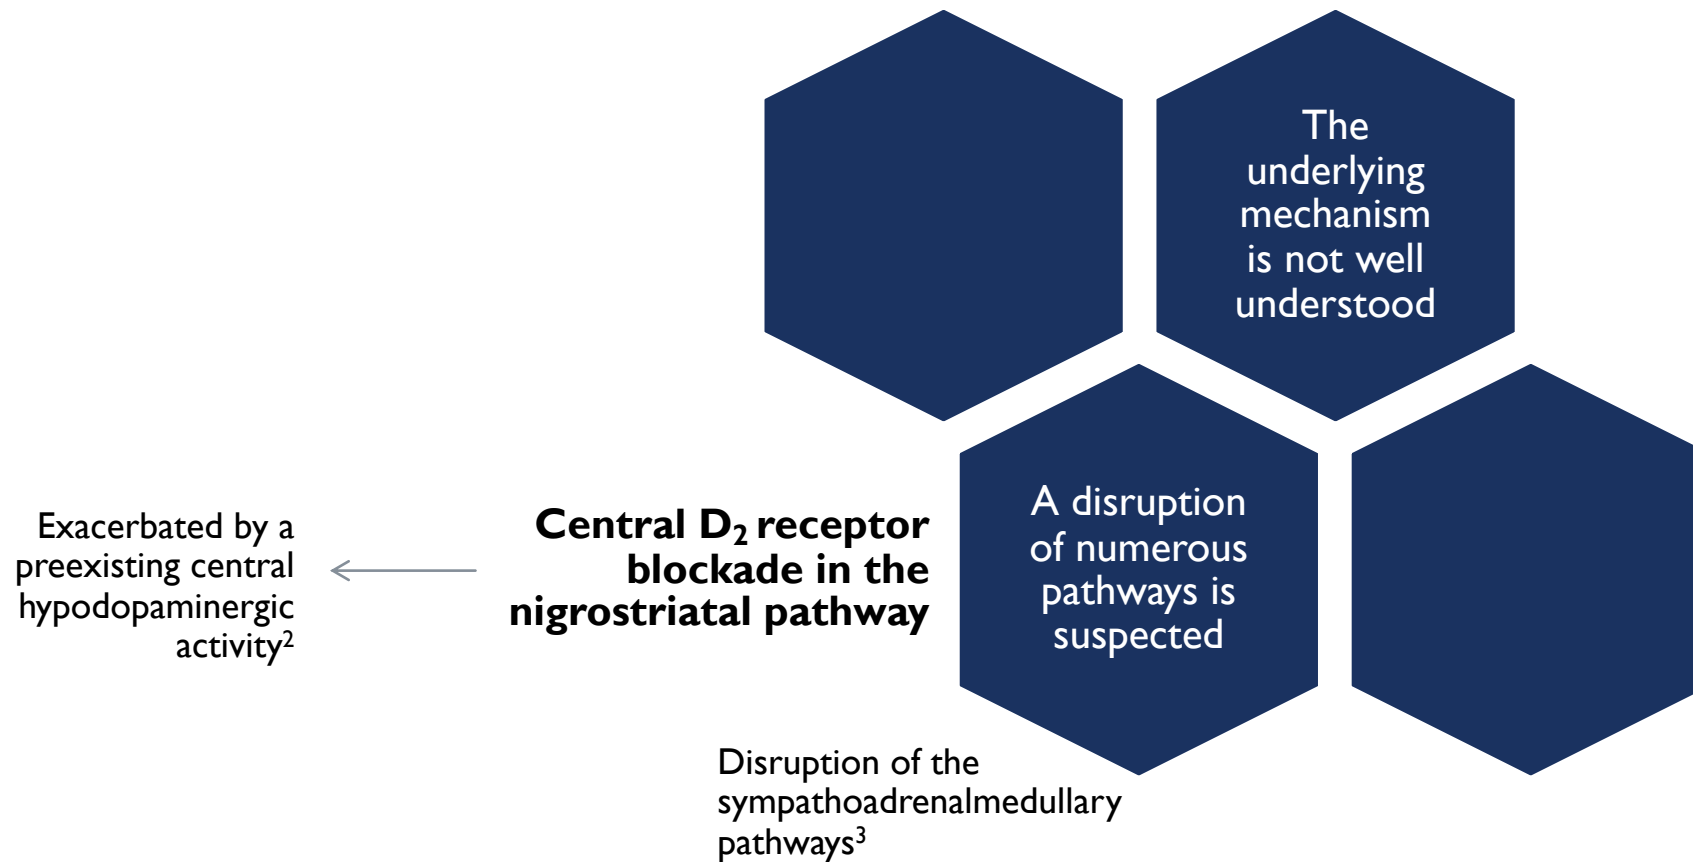 The
underlying
mechanism
is not well
understood
A disruption
of numerous
pathways is
suspected
Central D₂ receptor
blockade in the
nigrostriatal pathway
Exacerbated by a
preexisting central
hypodopaminergic
activity²
Disruption of the
sympathoadrenalmedullary
pathways³